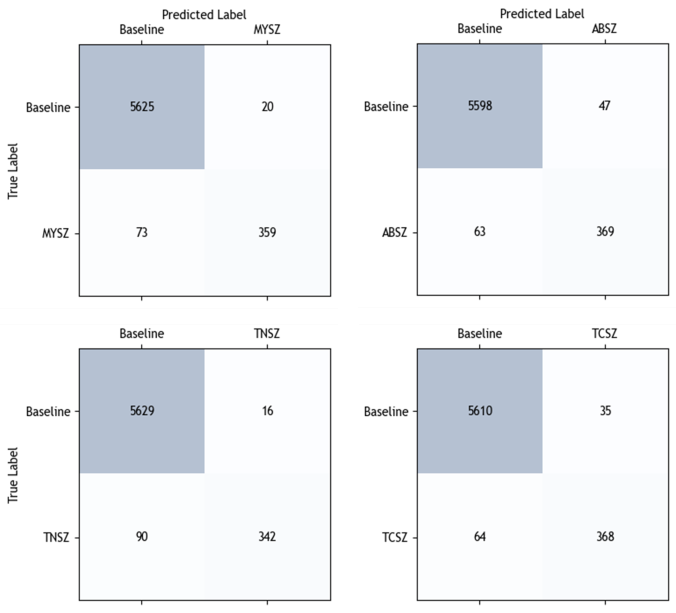 Predicted Label
Baseline MYSZ
Baseline 5625 20
MYSZ 73 359
True Label
Predicted Label
Baseline ABSZ
Baseline 5598 47
ABSZ 63 369
Baseline TNSZ
Baseline 5629 16
TNSZ 90 342
True Label
Baseline TCSZ
Baseline 5610 35
TCSZ 64 368